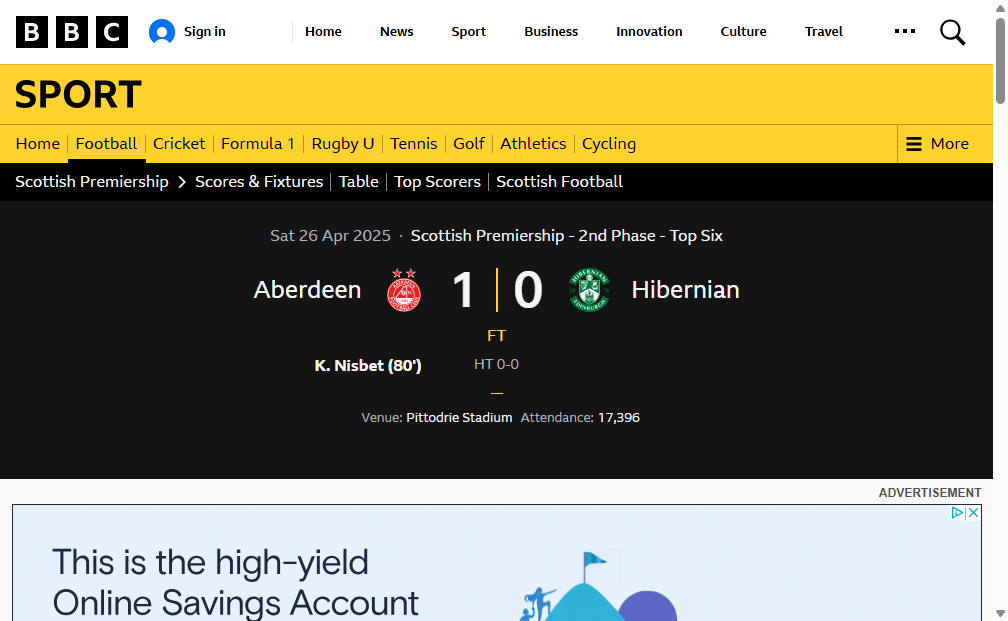 BBC Sign in Home News Sport Business Innovation Culture Travel
SPORT
Home Football Cricket Formula 1 Rugby U Tennis Golf Athletics Cycling More
Scottish Premiership Scores & Fixtures Table Top Scorers Scottish Football
Sat 26 Apr 2025 · Scottish Premiership - 2nd Phase - Top Six
Aberdeen 1 0 Hibernian
FT
K. Nisbet (80') HT 0-0
—
Venue: Pittodrie Stadium Attendance: 17,396
ADVERTISEMENT
This is the high-yield
Online Savings Account